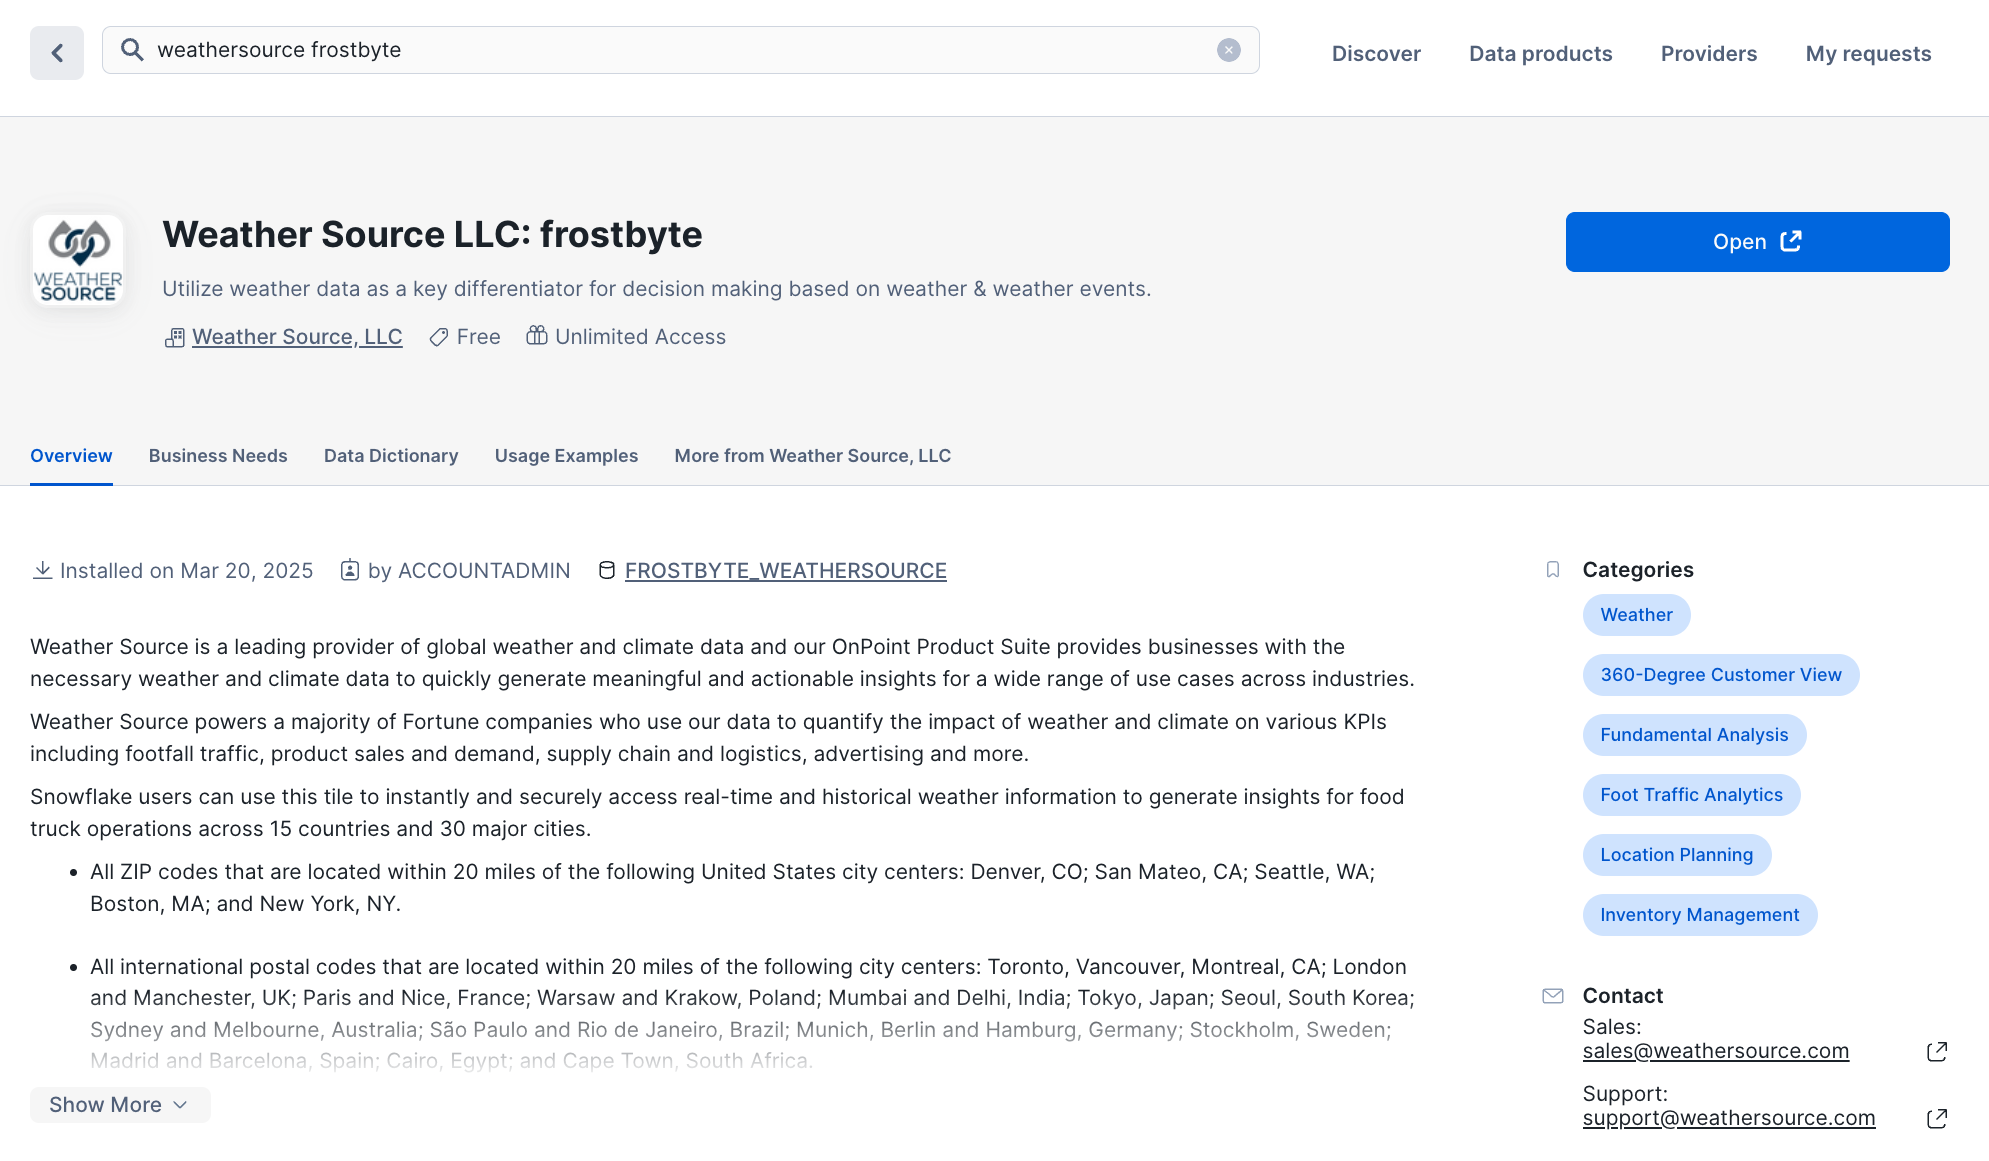 weathersource frostbyte
Discover Data products Providers My requests
WEATHER
SOURCE
Weather Source LLC: frostbyte
Open
Utilize weather data as a key differentiator for decision making based on weather & weather events.
Weather Source, LLC Free Unlimited Access
Overview Business Needs Data Dictionary Usage Examples More from Weather Source, LLC
Installed on Mar 20, 2025 by ACCOUNTADMIN FROSTBYTE_WEATHERSOURCE
Weather Source is a leading provider of global weather and climate data and our OnPoint Product Suite provides businesses with the
necessary weather and climate data to quickly generate meaningful and actionable insights for a wide range of use cases across industries.
Weather Source powers a majority of Fortune companies who use our data to quantify the impact of weather and climate on various KPIs
including footfall traffic, product sales and demand, supply chain and logistics, advertising and more.
Snowflake users can use this tile to instantly and securely access real-time and historical weather information to generate insights for food
truck operations across 15 countries and 30 major cities.
• All ZIP codes that are located within 20 miles of the following United States city centers: Denver, CO; San Mateo, CA; Seattle, WA;
Boston, MA; and New York, NY.
• All international postal codes that are located within 20 miles of the following city centers: Toronto, Vancouver, Montreal, CA; London
and Manchester, UK; Paris and Nice, France; Warsaw and Krakow, Poland; Mumbai and Delhi, India; Tokyo, Japan; Seoul, South Korea;
Sydney and Melbourne, Australia; São Paulo and Rio de Janeiro, Brazil; Munich, Berlin and Hamburg, Germany; Stockholm, Sweden;
Madrid and Barcelona, Spain; Cairo, Egypt; and Cape Town, South Africa.
Show More
Categories
Weather
360-Degree Customer View
Fundamental Analysis
Foot Traffic Analytics
Location Planning
Inventory Management
Contact
Sales:
sales@weathersource.com
Support:
support@weathersource.com